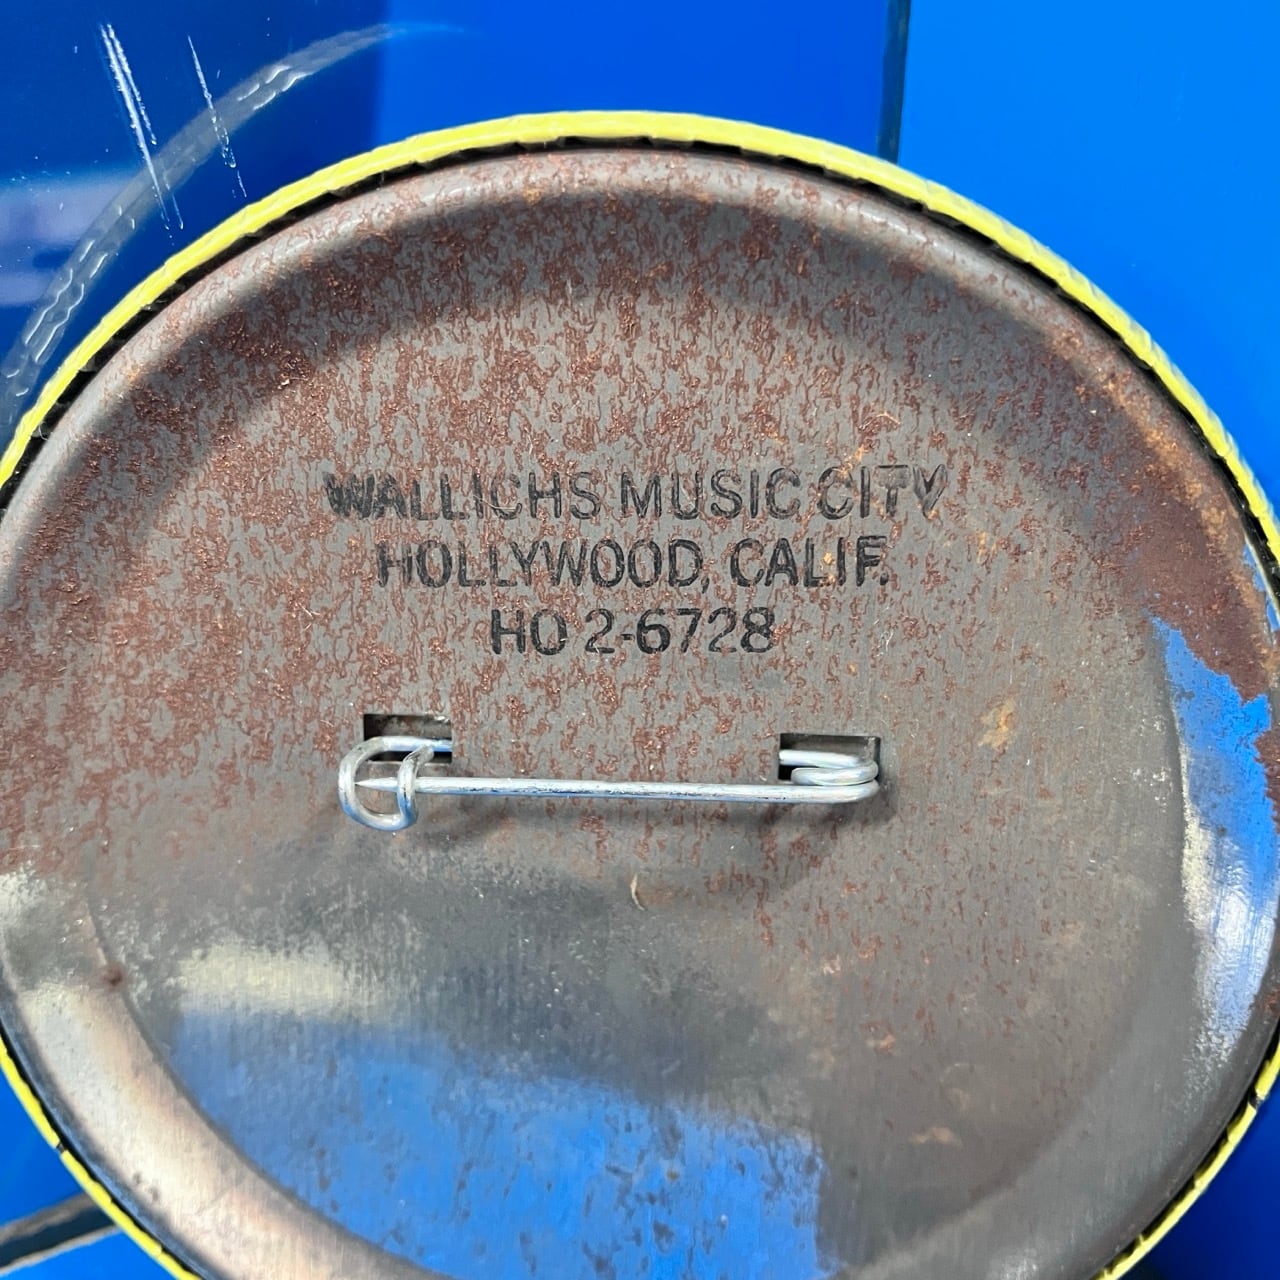 WALLICHS MUSIC CITY
HOLLYWOOD, CALIF.
HO 2-6728